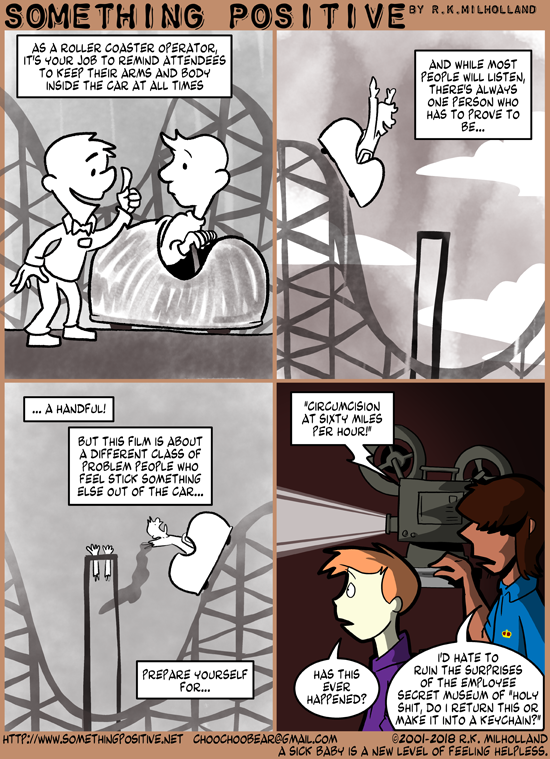 SOMETHING POSITIVE BY R.K.MILHOLLAND
AS A ROLLER COASTER OPERATOR,
IT'S YOUR JOB TO REMIND ATTENDEES
TO KEEP THEIR ARMS AND BODY
INSIDE THE CAR AT ALL TIMES
AND WHILE MOST
PEOPLE WILL LISTEN,
THERE'S ALWAYS
ONE PERSON WHO
HAS TO PROVE TO
BE...
... A HANDFUL!
BUT THIS FILM IS ABOUT
A DIFFERENT CLASS OF
PROBLEM PEOPLE WHO
FEEL STICK SOMETHING
ELSE OUT OF THE CAR...
PREPARE YOURSELF
FOR...
"CIRCUMCISION
AT SIXTY MILES
PER HOUR!"
HAS THIS
EVER
HAPPENED?
I'D HATE TO
RUIN THE SURPRISES
OF THE EMPLOYEE
SECRET MUSEUM OF "HOLY
SHIT, DO I RETURN THIS OR
MAKE IT INTO A KEYCHAIN?"
HTTP://WWW.SOMETHINGPOSITIVE.NET CHOOCHOOBEAR@GMAIL.COM ©2001-2018 R.K. MILHOLLAND
A SICK BABY IS A NEW LEVEL OF FEELING HELPLESS.